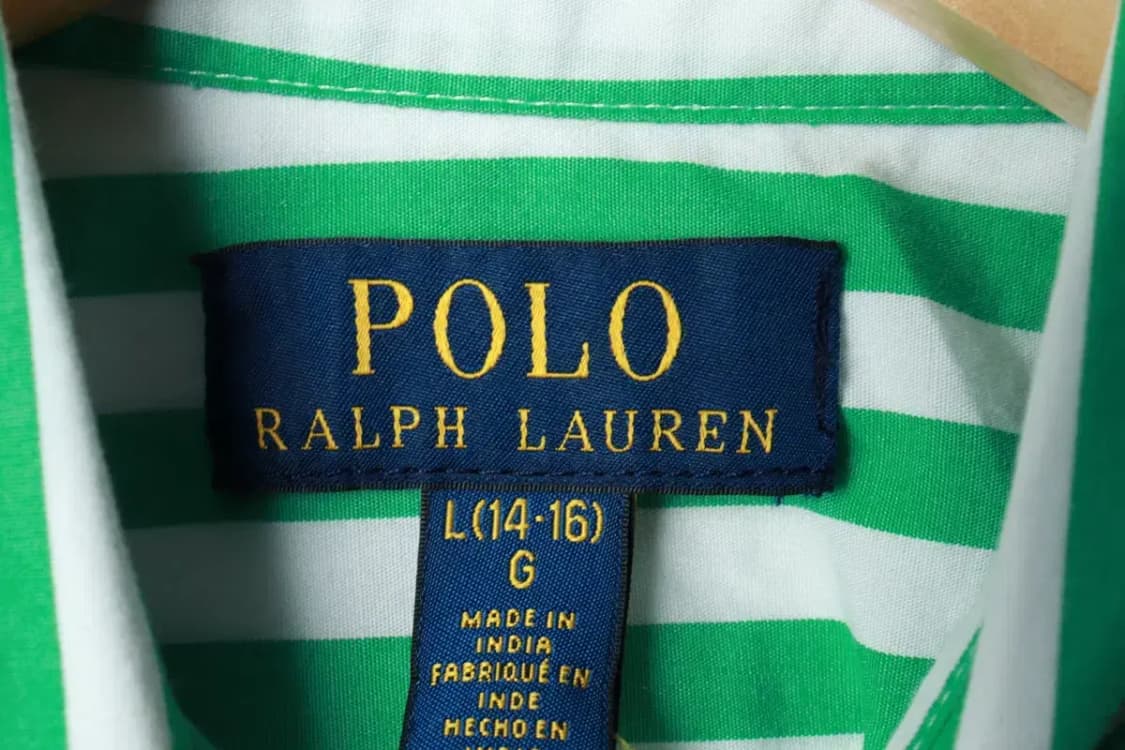 POLO
RALPH LAUREN
L(14-16)
G
MADE IN
INDIA
FABRIQUÉ EN
INDE
HECHO EN